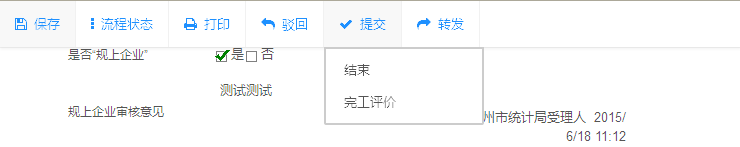 保存 流程状态 打印 驳回 提交 转发
是否“规上企业” 是 否
结束
测试测试
完工评价
规上企业审核意见
州市统计局受理人 2015/
6/18 11:12